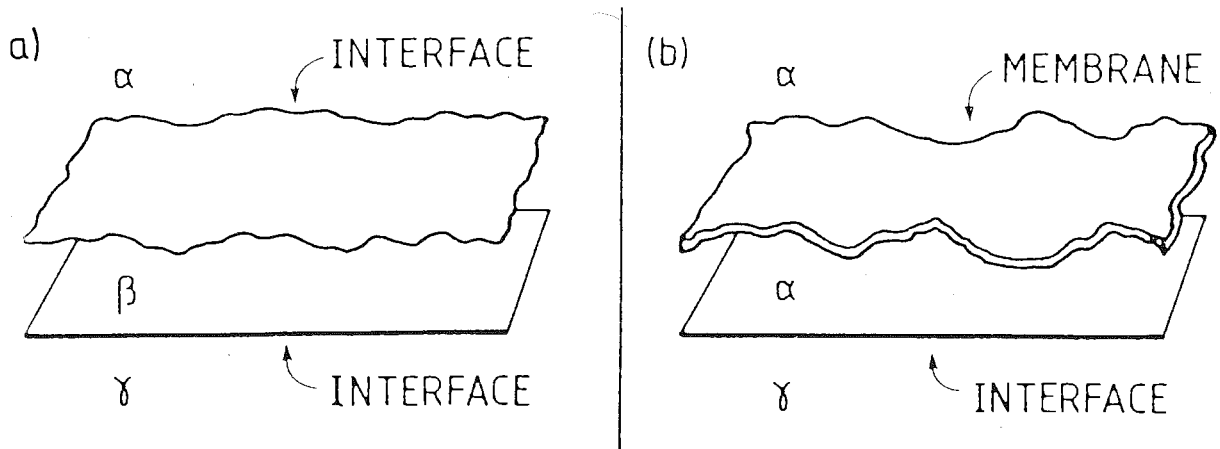 a)
INTERFACE
α
β
INTERFACE
γ
(b)
MEMBRANE
α
α
INTERFACE
γ